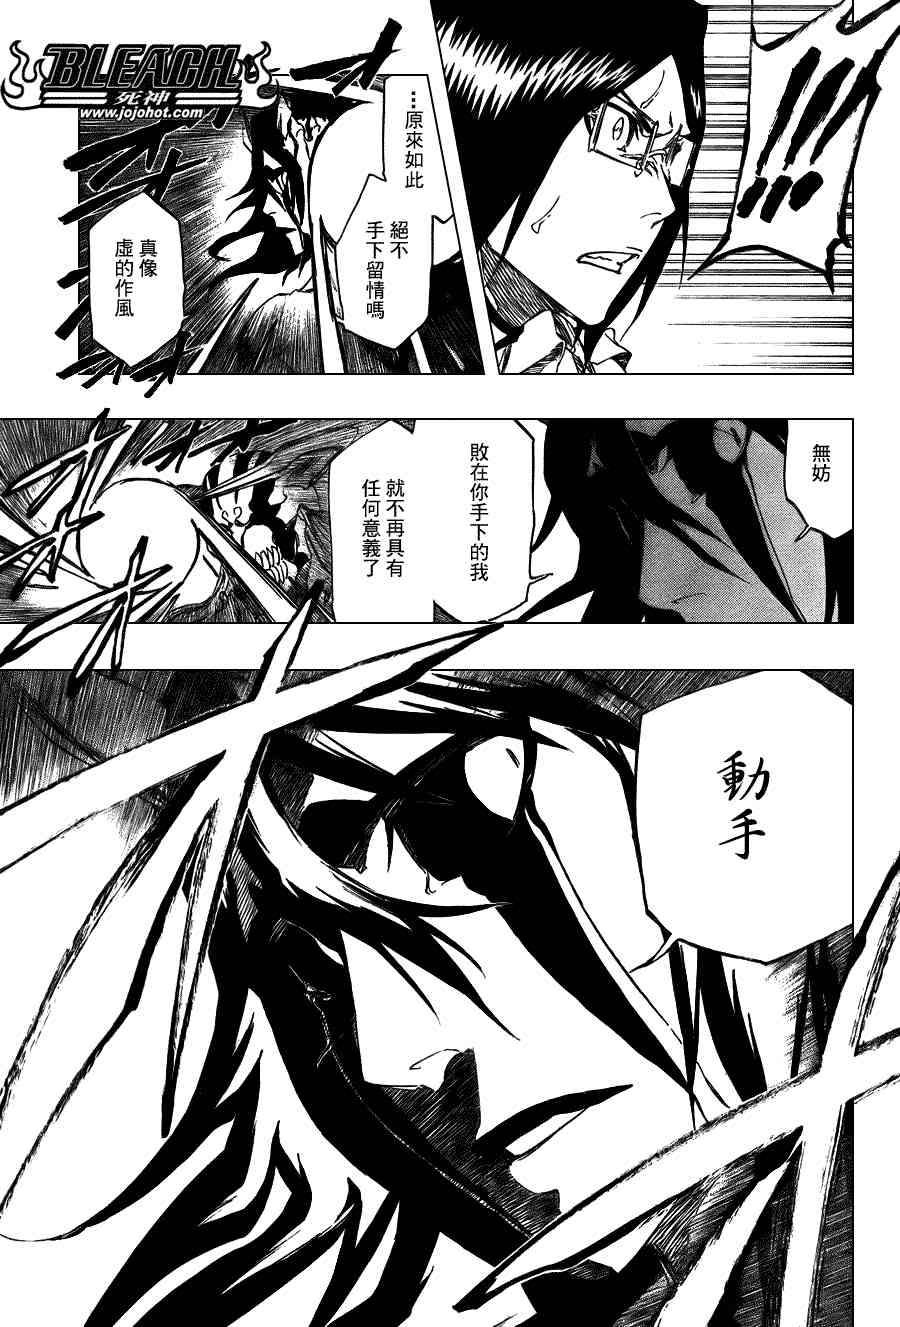 BLEACH
死神
www.jojohot.com
!!!
…原來如此
絕不
手下留情嗎
真像
虛的作風
無妨
敗在你手下的我
就不再具有
任何意義了
動手